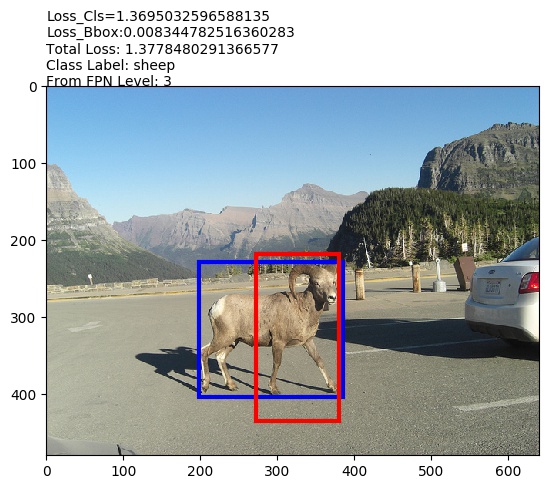 Loss_Cls=1.3695032596588135
Loss_Bbox:0.008344782516360283
Total Loss: 1.3778480291366577
Class Label: sheep
From FPN Level: 3
0
100
200
300
400
0 100 200 300 400 500 600